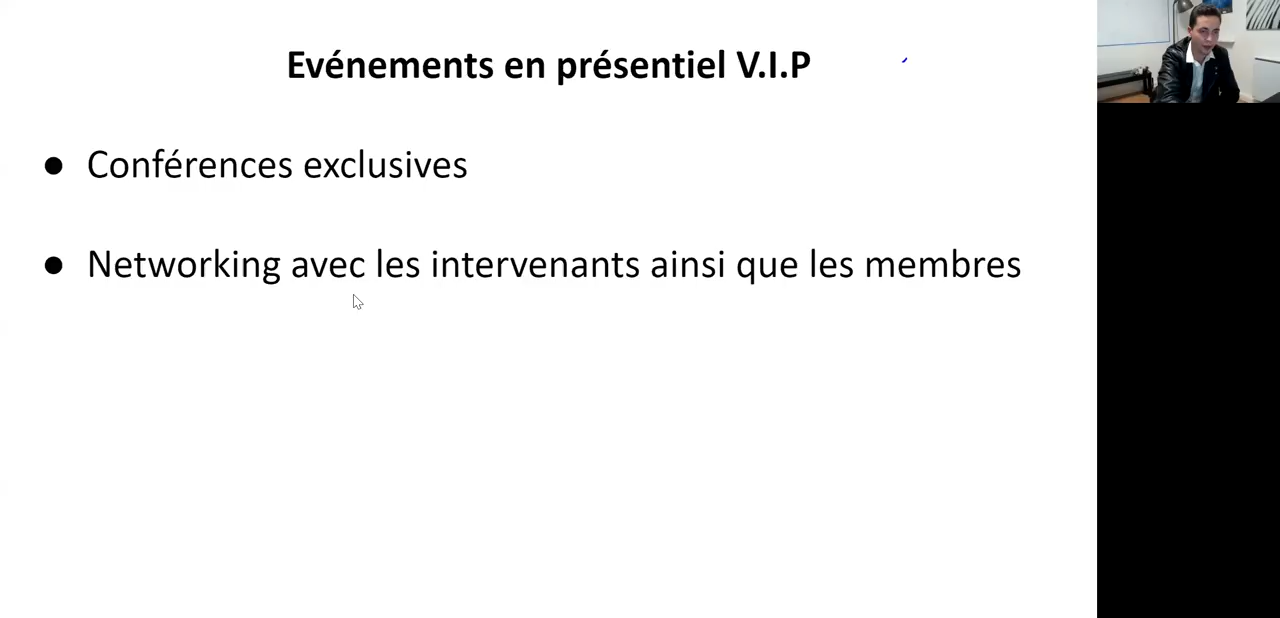 Evénements en présentiel V.I.P
● Conférences exclusives
● Networking avec les intervenants ainsi que les membres